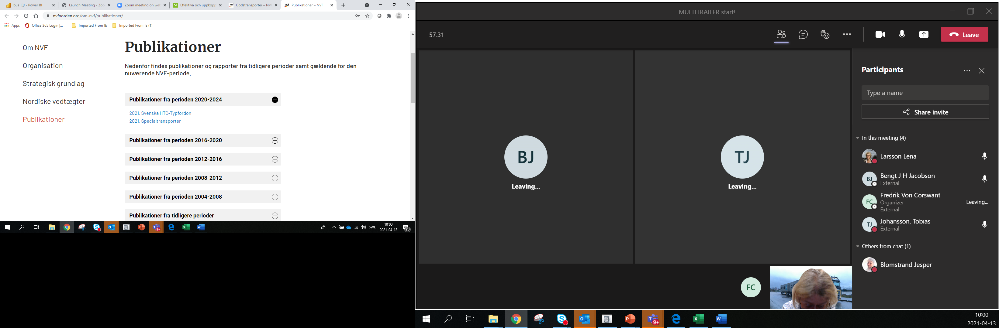 bus_QJ - Power BI
Launch Meeting - Zoo
Zoom meeting on web
Effektiva och uppkopp
Godstransporter – NV
Publikationer – NVF
nvfnorden.org/om-nvf/publikationer/
Apps
Office 365 Login |...
Imported From IE
Imported From IE (1)
Om NVF
Organisation
Strategisk grundlag
Nordiske vedtægter
Publikationer
Publikationer
Nedenfor findes publikationer og rapporter fra tidligere perioder samt gældende for den
nuværende NVF-periode.
Publikationer fra perioden 2020-2024
2021, Svenska HTC-Typfordon
2021, Specialtransporter
Publikationer fra perioden 2016-2020
Publikationer fra perioden 2012-2016
Publikationer fra perioden 2008-2012
Publikationer fra perioden 2004-2008
Publikationer fra tidligere perioder
9+
SWE
10:00
2021-04-13
20
MULTITRAILER start!
57:31
Leave
BJ
Leaving...
TJ
Leaving...
FC
Participants
Type a name
Share invite
In this meeting (4)
Larsson Lena
BJ
Bengt J H Jacobson
External
FC
Fredrik Von Corswant
Organizer
External
Leaving...
TJ
Johansson, Tobias
External
Others from chat (1)
Blomstrand Jesper
9+
10:00
2021-04-13